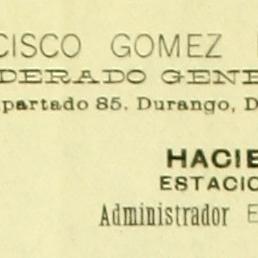 CISCO GOMEZ
DERADO GENE
partado 85. Durango, D
HACIE
ESTACIO
Administrador E